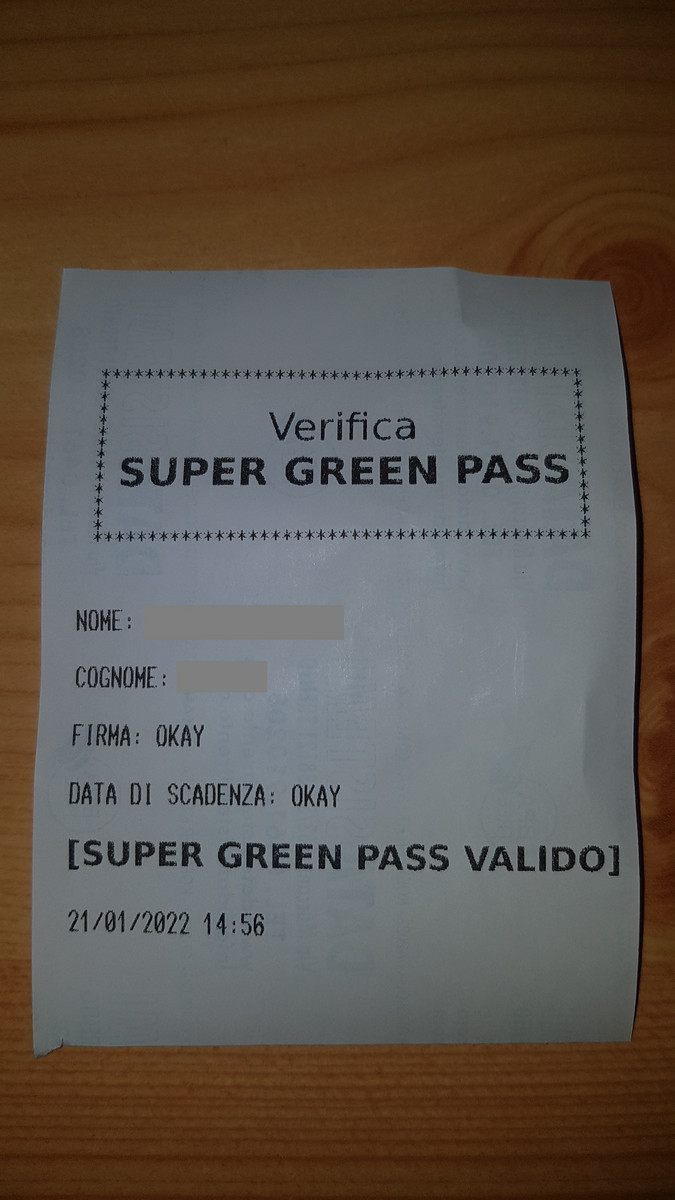 Verifica
SUPER GREEN PASS
NOME:
COGNOME:
FIRMA: OKAY
DATA DI SCADENZA: OKAY
[SUPER GREEN PASS VALIDO]
21/01/2022 14:56